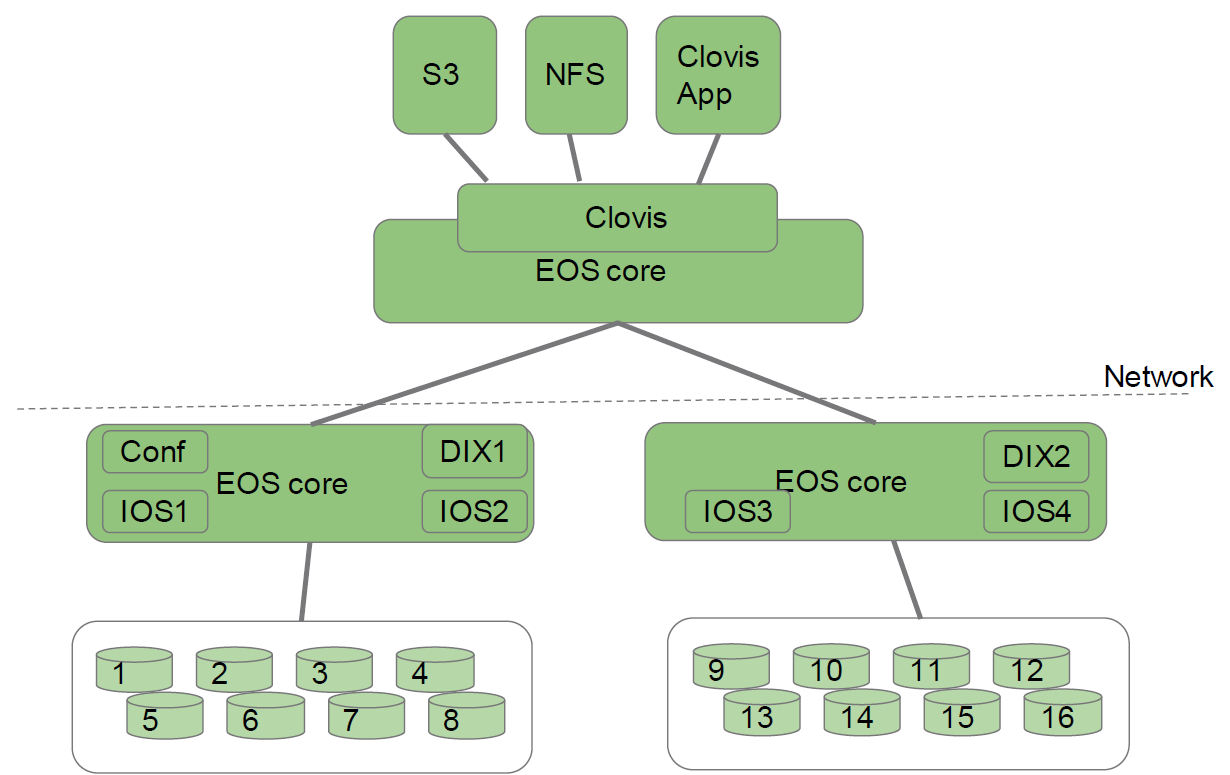 S3
NFS
Clovis
App
Clovis
EOS core
Network
Conf
DIX1
EOS core
IOS1
IOS2
DIX2
EOS core
IOS3
IOS4
1
2
3
4
5
6
7
8
9
10
11
12
13
14
15
16